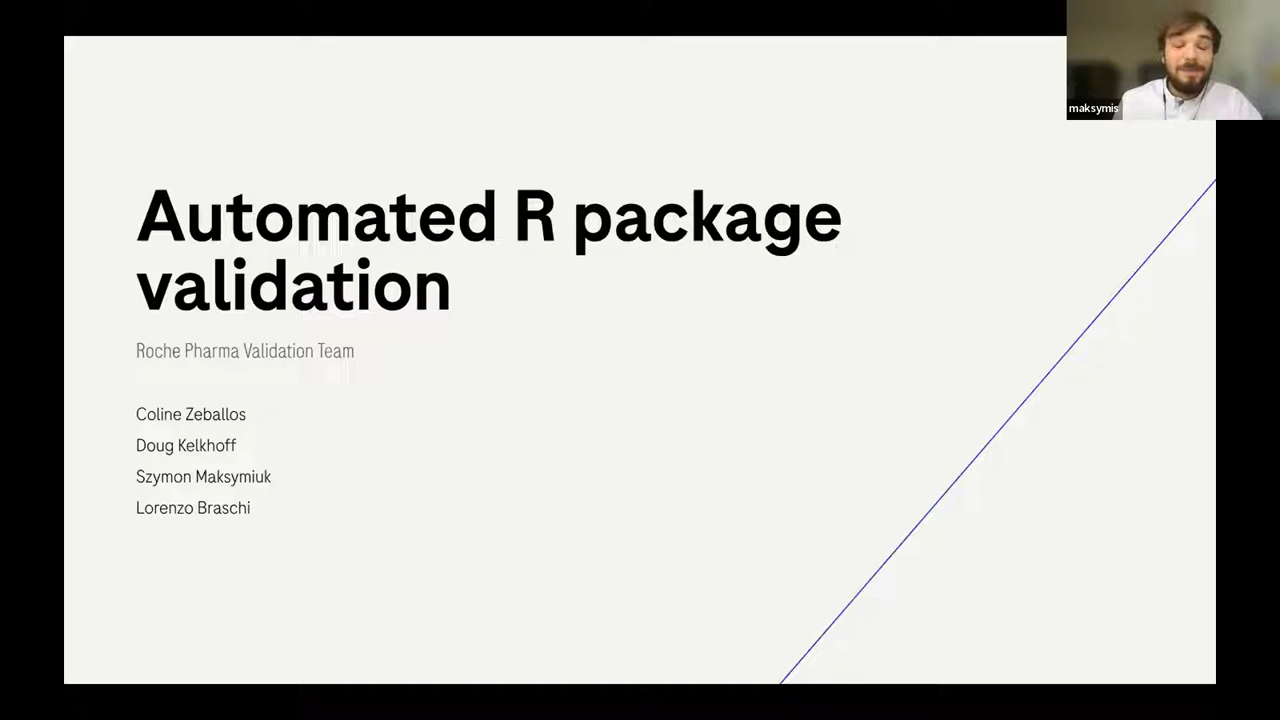 maksymis
Automated R package
validation
Roche Pharma Validation Team
Coline Zeballos
Doug Kelkhoff
Szymon Maksymiuk
Lorenzo Braschi